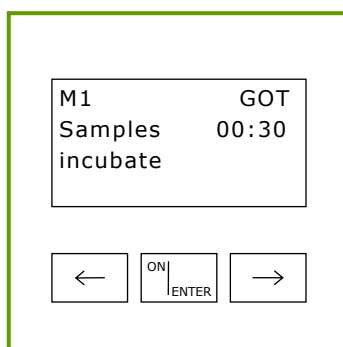 M1 GOT
Samples 00:30
incubate
← ON ENTER →